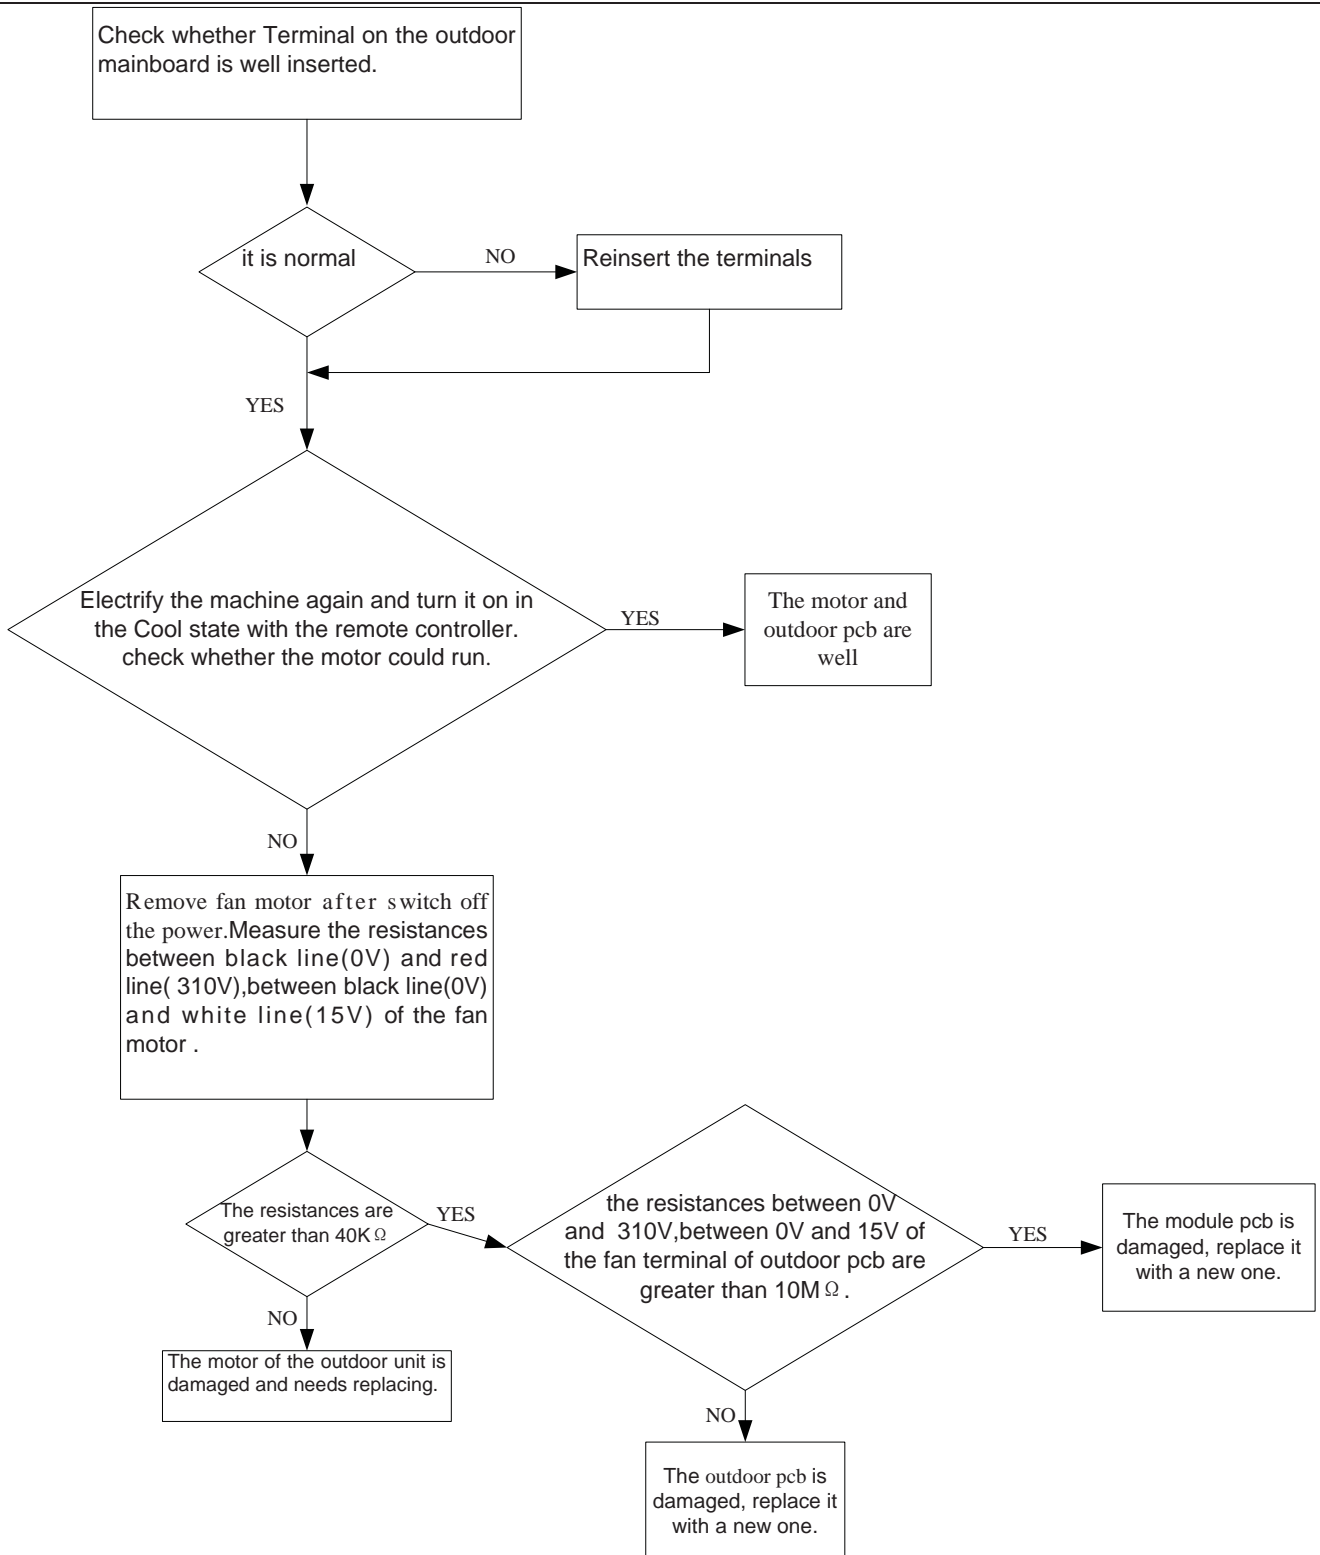 Check whether Terminal on the outdoor
mainboard is well inserted.
it is normal
NO
Reinsert the terminals
YES
Electrify the machine again and turn it on in
the Cool state with the remote controller.
check whether the motor could run.
YES
The motor and
outdoor pcb are
well
NO
Remove fan motor after switch off
the power.Measure the resistances
between black line(0V) and red
line( 310V),between black line(0V)
and white line(15V) of the fan
motor .
The resistances are
greater than 40KΩ
YES
the resistances between 0V
and 310V,between 0V and 15V of
the fan terminal of outdoor pcb are
greater than 10MΩ.
YES
The module pcb is
damaged, replace it
with a new one.
NO
The motor of the outdoor unit is
damaged and needs replacing.
NO
The outdoor pcb is
damaged, replace it
with a new one.